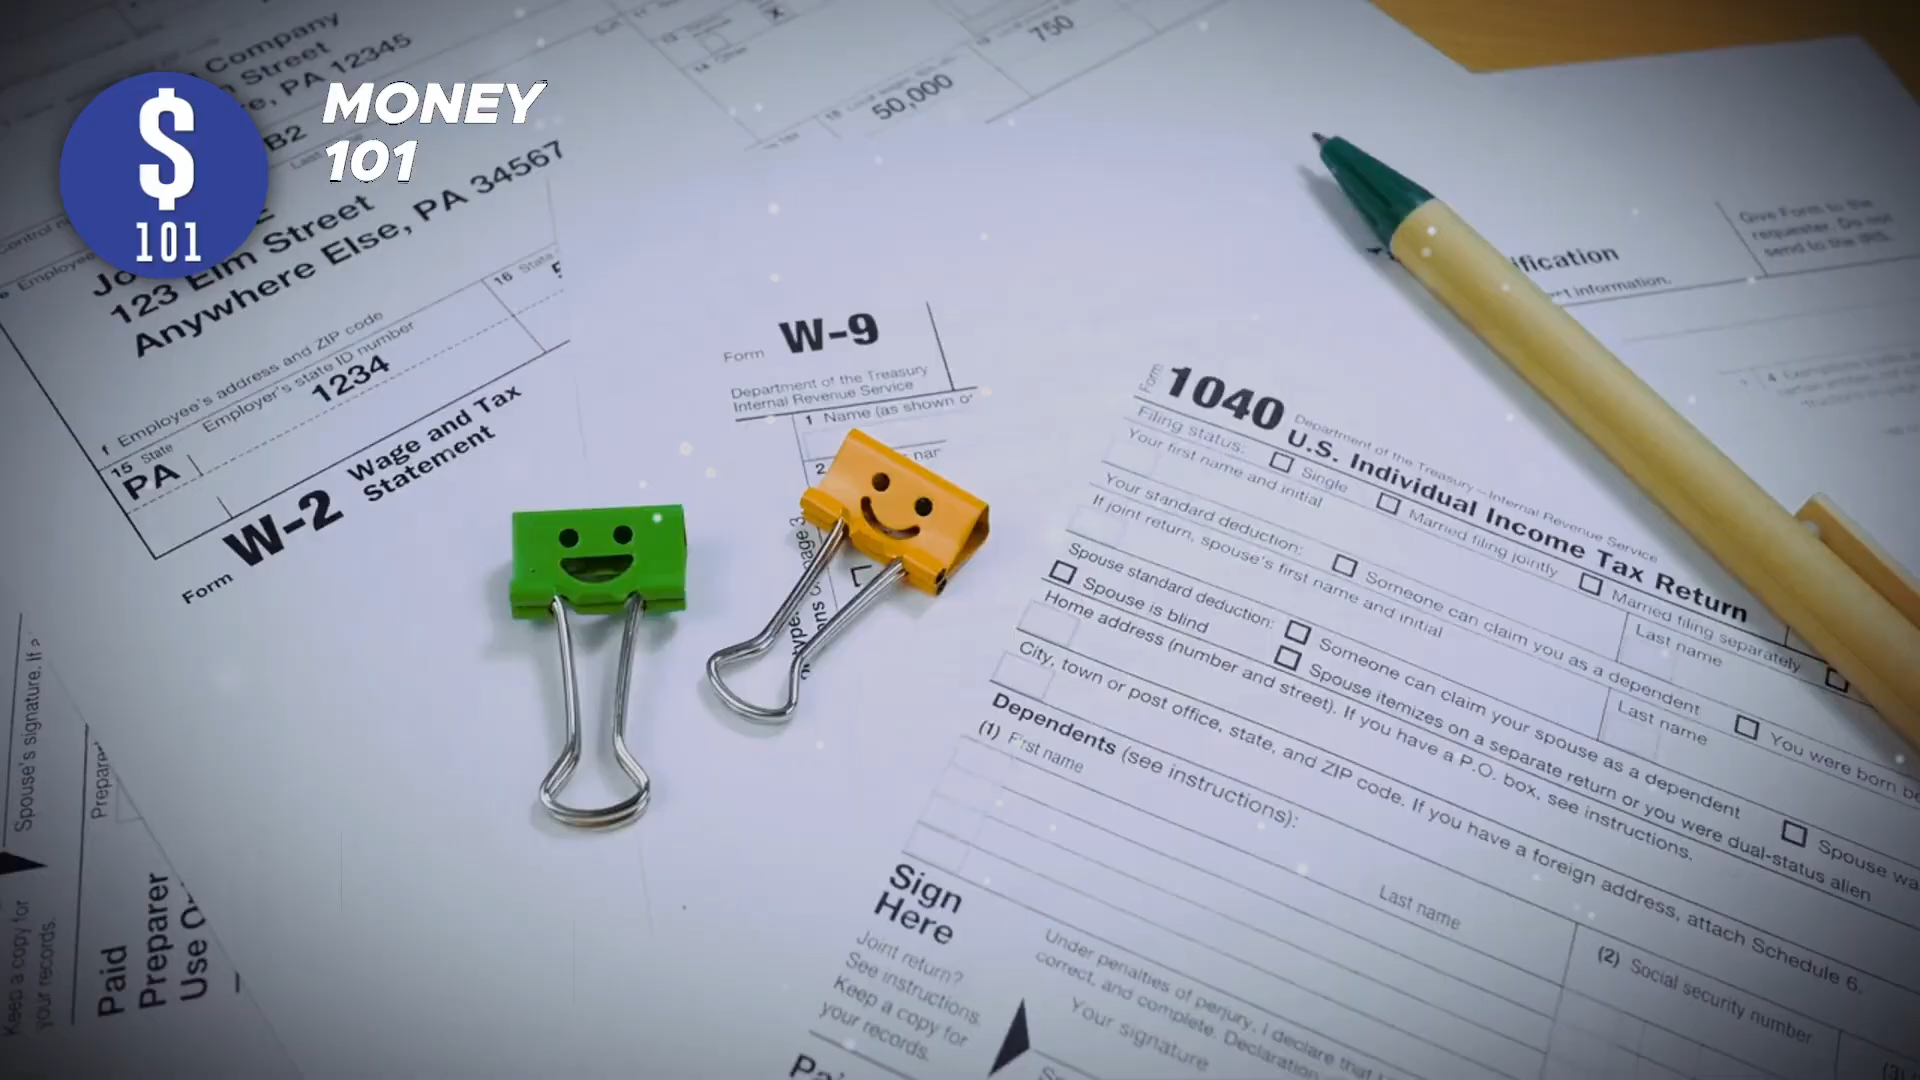 $
101
MONEY
101
Company
Street
PA 12345
B2
50,000
750
14 Other
X
123 Elm Street
Anywhere Else, PA 34567
f Employee's address and ZIP code
15 State
Employer's state ID number
16 State
PA
1234
Form W-2 Wage and Tax
Statement
Form W-9
Department of the Treasury
Internal Revenue Service
1 Name (as shown
2
Give Form to the
requester. Do not
send to the IRS.
Form 1040
Department of the Treasury—Internal Revenue Service
U.S. Individual Income Tax Return
Filing status: Single Married filing jointly Married filing separately
Your first name and initial
Last name
Your standard deduction: Someone can claim you as a dependent You were born
If joint return, spouse's first name and initial
Last name
Spouse standard deduction: Someone can claim your spouse as a dependent Spouse
Spouse is blind Spouse itemizes on a separate return or you were dual-status alien
Home address (number and street). If you have a P.O. box, see instructions.
City, town or post office, state, and ZIP code. If you have a foreign address, attach Schedule 6.
Dependents (see instructions):
(1) First name
Last name
(2) Social security number
Sign
Here
Joint return?
See instructions.
Keep a copy for
your records.
Under penalties of perjury, I declare that
correct, and complete. Declaration
Your signature
Spouse's signature. If
Keep a copy for
your records.
Paid
Preparer
Use